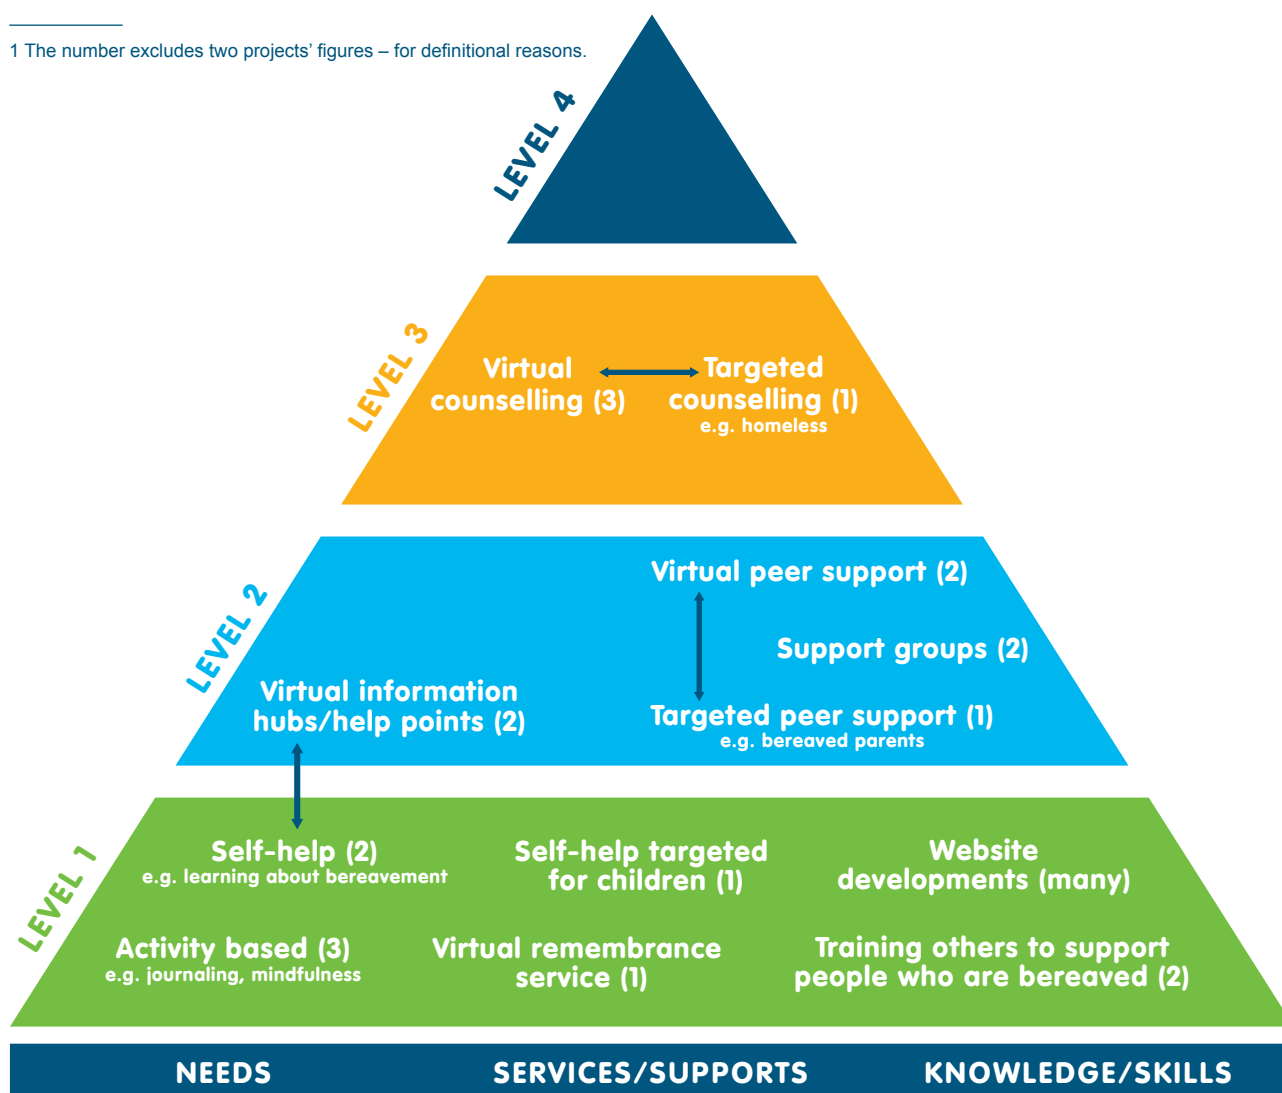 1 The number excludes two projects’ figures – for definitional reasons.
LEVEL 4
LEVEL 3
Virtual
counselling (3)
Targeted
counselling (1)
e.g. homeless
LEVEL 2
Virtual peer support (2)
Support groups (2)
Virtual information
hubs/help points (2)
Targeted peer support (1)
e.g. bereaved parents
LEVEL 1
Self-help (2)
e.g. learning about bereavement
Self-help targeted
for children (1)
Website
developments (many)
Activity based (3)
e.g. journaling, mindfulness
Virtual remembrance
service (1)
Training others to support
people who are bereaved (2)
NEEDS
SERVICES/SUPPORTS
KNOWLEDGE/SKILLS